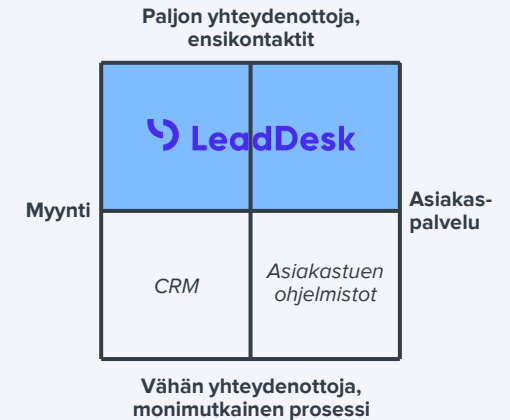 Paljon yhteydenottoja,
ensikontaktit
LeadDesk
Myynti
Asiakas-
palvelu
CRM
Asiakastuen
ohjelmistot
Vähän yhteydenottoja,
monimutkainen prosessi